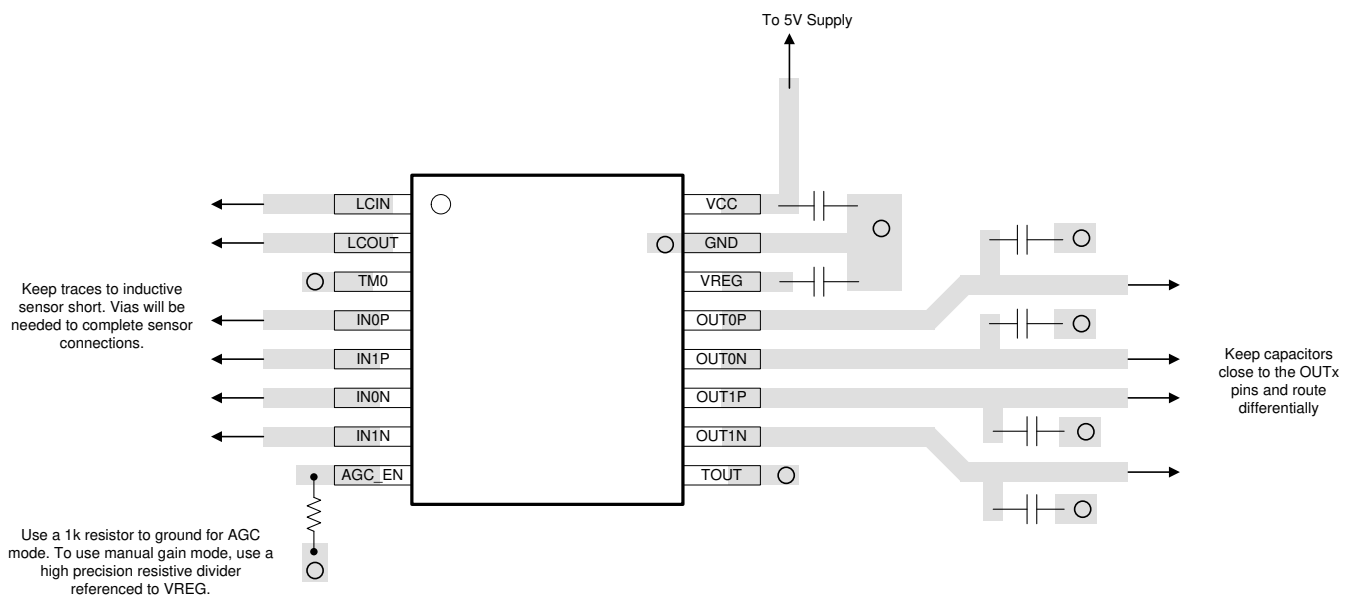 To 5V Supply
LCIN
LCOUT
TM0
IN0P
IN1P
IN0N
IN1N
AGC_EN
VCC
GND
VREG
OUT0P
OUT0N
OUT1P
OUT1N
TOUT
Keep traces to inductive
sensor short. Vias will be
needed to complete sensor
connections.
Keep capacitors
close to the OUTx
pins and route
differentially
Use a 1k resistor to ground for AGC
mode. To use manual gain mode, use a
high precision resistive divider
referenced to VREG.